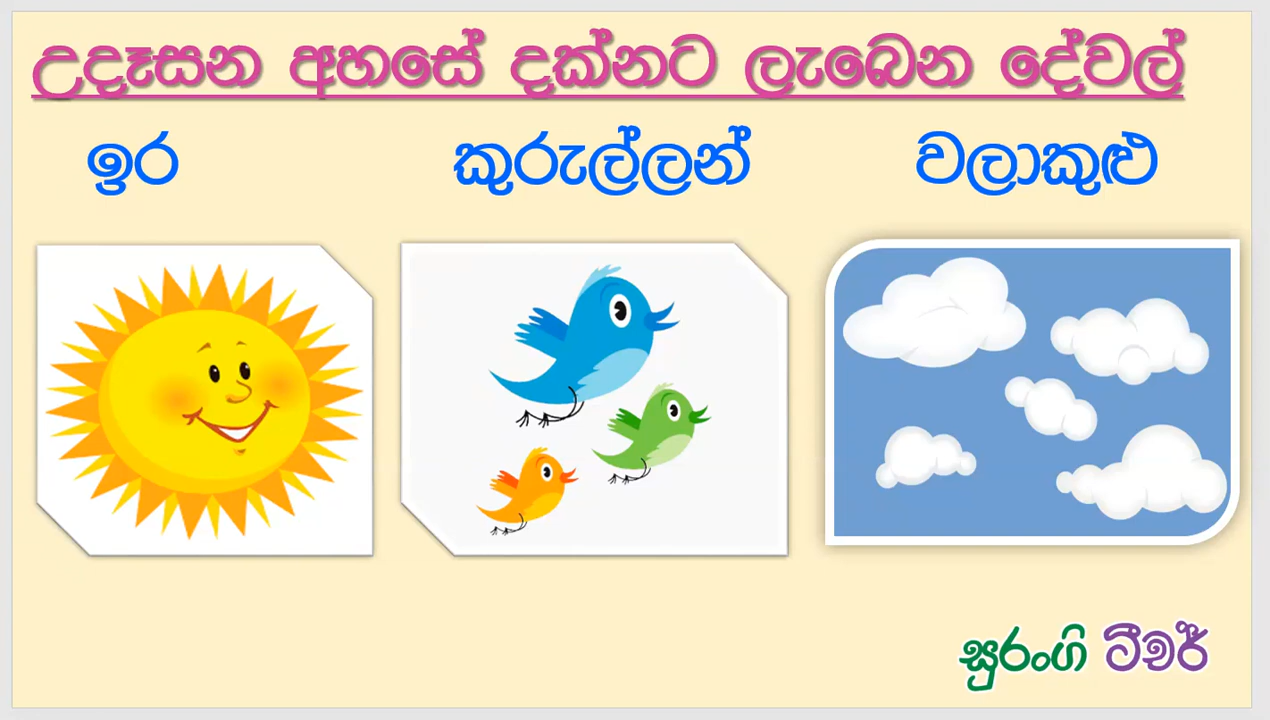 උදෑසන අහසේ දක්නට ලැබෙන දේවල්
ඉර කුරුල්ලන් වලාකුළු
සුරංගි ටීචර්